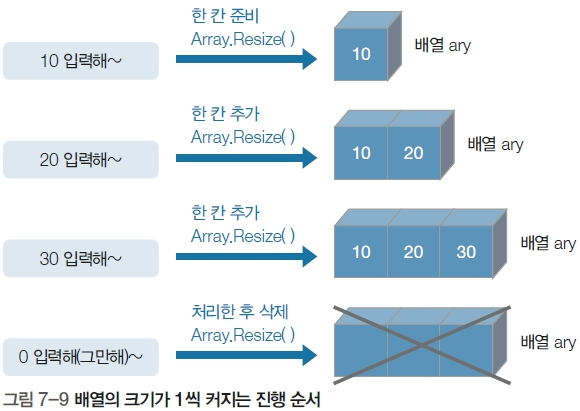 한 칸 준비
Array.Resize( )
10 입력해~
10
배열 ary
한 칸 추가
Array.Resize( )
20 입력해~
10 20
배열 ary
한 칸 추가
Array.Resize( )
30 입력해~
10 20 30
배열 ary
처리한 후 삭제
Array.Resize( )
0 입력해(그만해)~
배열 ary
그림 7-9 배열의 크기가 1씩 커지는 진행 순서